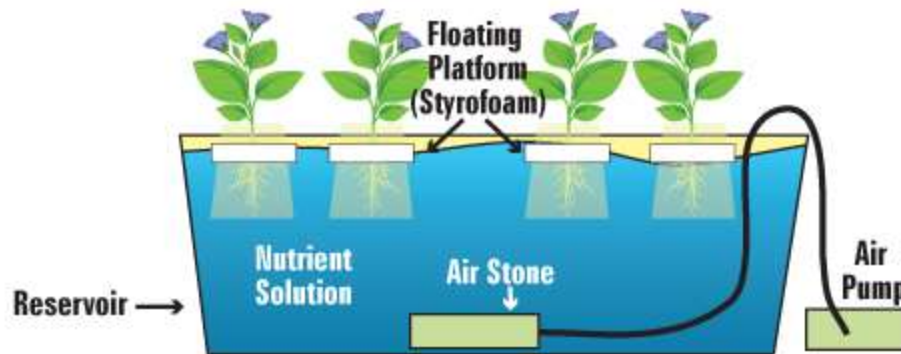 Floating
Platform
(Styrofoam)
Nutrient
Solution
Air Stone
Air
Pump
Reservoir